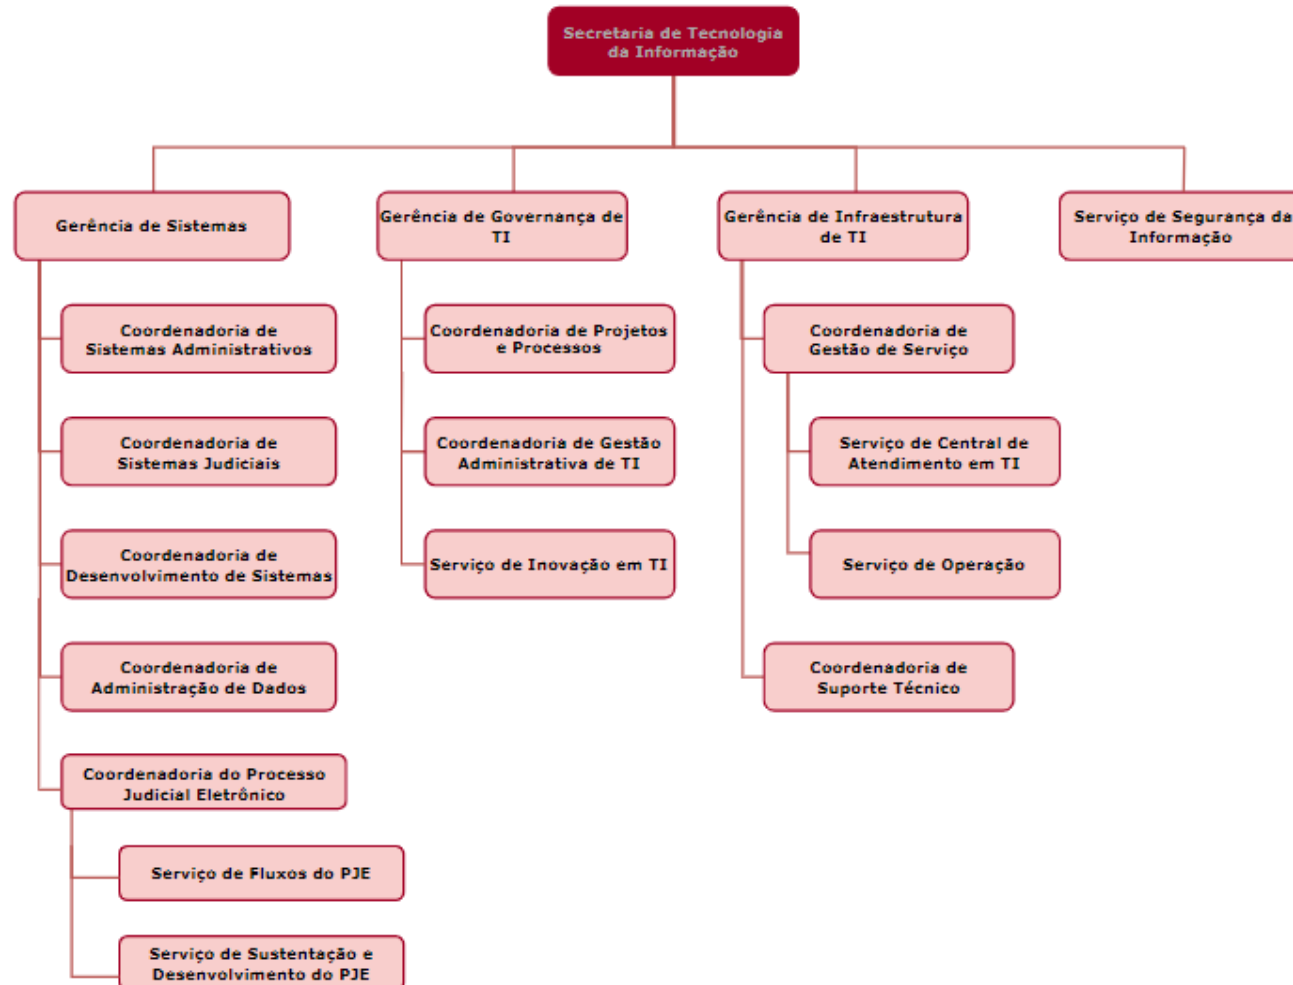 Secretaria de Tecnologia
da Informação
Gerência de Sistemas
Gerência de Governança de
TI
Gerência de Infraestrutura
de TI
Serviço de Segurança da
Informação
Coordenadoria de
Sistemas Administrativos
Coordenadoria de Projetos
e Processos
Coordenadoria de
Gestão de Serviço
Coordenadoria de
Sistemas Judiciais
Coordenadoria de Gestão
Administrativa de TI
Serviço de Central de
Atendimento em TI
Coordenadoria de
Desenvolvimento de Sistemas
Serviço de Inovação em TI
Serviço de Operação
Coordenadoria de
Administração de Dados
Coordenadoria de
Suporte Técnico
Coordenadoria do Processo
Judicial Eletrônico
Serviço de Fluxos do PJE
Serviço de Sustentação e
Desenvolvimento do PJE